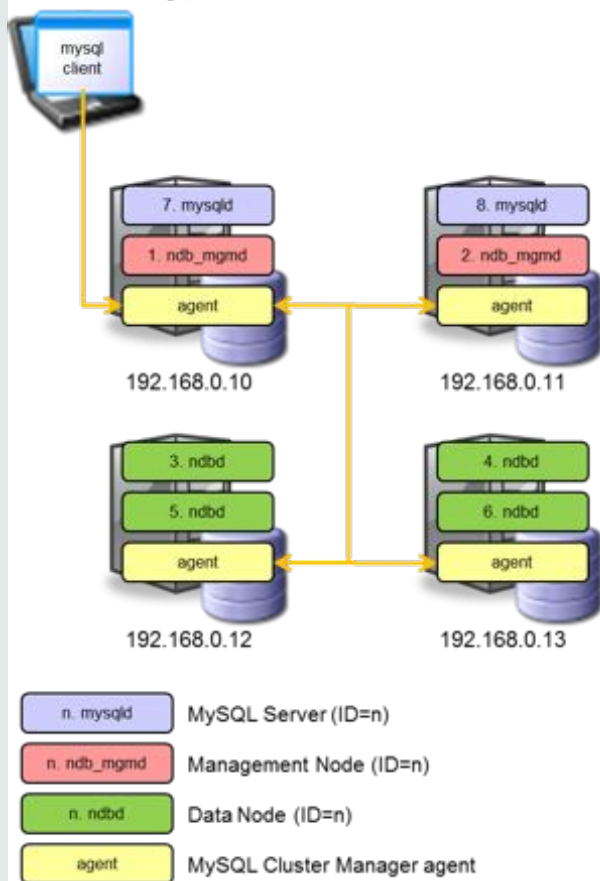 mysql
client
7. mysqld
8. mysqld
1. ndb_mgmd
2. ndb_mgmd
agent
agent
192.168.0.10
192.168.0.11
3. ndbd
4. ndbd
5. ndbd
6. ndbd
agent
agent
192.168.0.12
192.168.0.13
n. mysqld MySQL Server (ID=n)
n. ndb_mgmd Management Node (ID=n)
n. ndbd Data Node (ID=n)
agent MySQL Cluster Manager agent